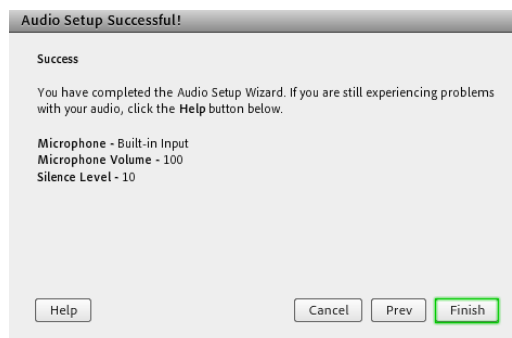 Audio Setup Successful!
Success
You have completed the Audio Setup Wizard. If you are still experiencing problems
with your audio, click the Help button below.
Microphone - Built-in Input
Microphone Volume - 100
Silence Level - 10
Help
Cancel
Prev
Finish